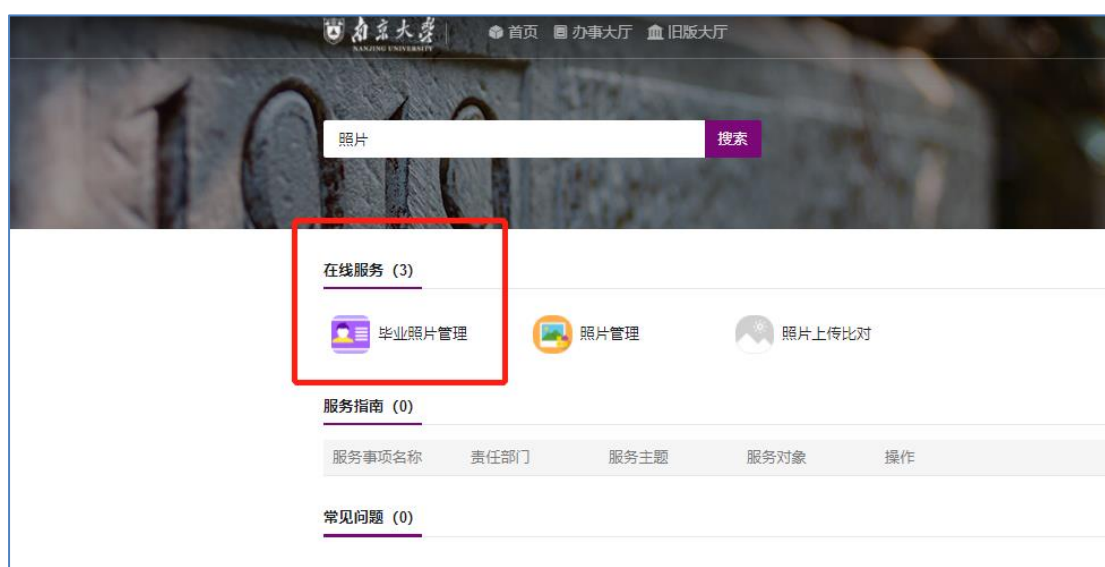 南京大学
NANJING UNIVERSITY
首页 办事大厅 旧版大厅
照片 搜索
在线服务 (3)
毕业照片管理 照片管理 照片上传比对
服务指南 (0)
服务事项名称 责任部门 服务主题 服务对象 操作
常见问题 (0)